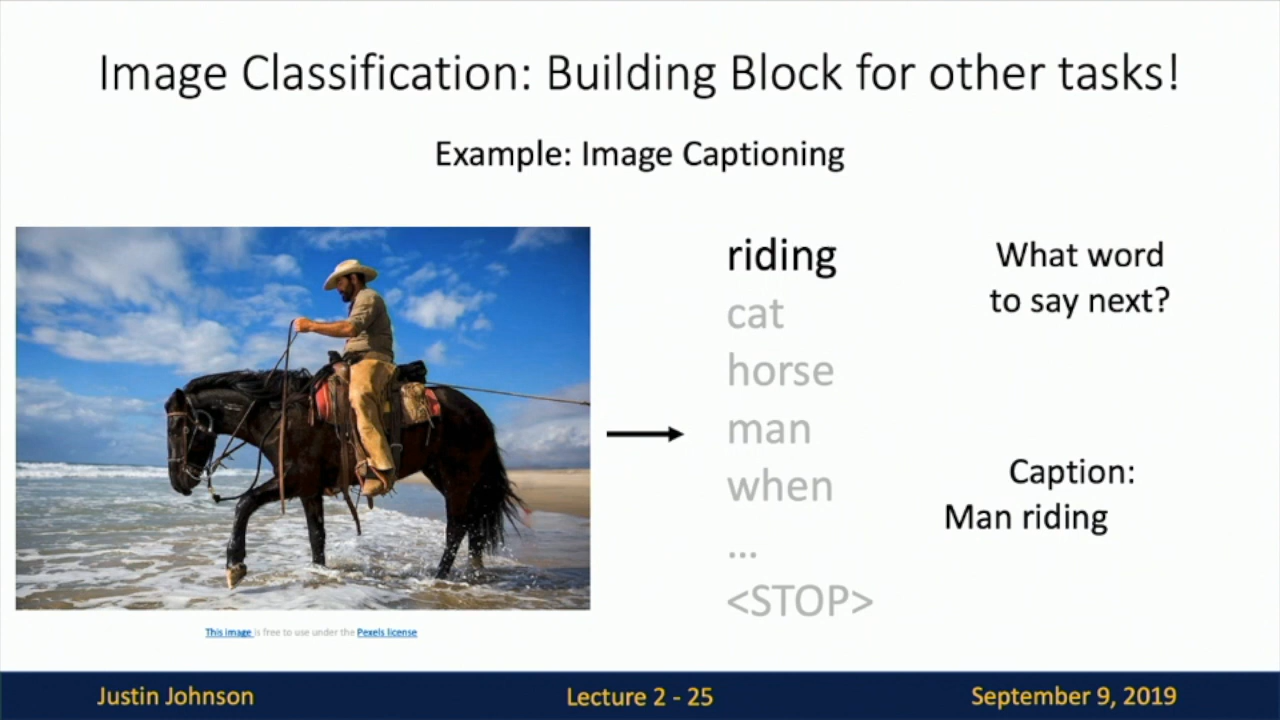 Image Classification: Building Block for other tasks!
Example: Image Captioning
riding
cat
horse
man
when
...
<STOP>
What word
to say next?
Caption:
Man riding
This image is free to use under the Pexels license
Justin Johnson
Lecture 2 - 25
September 9, 2019